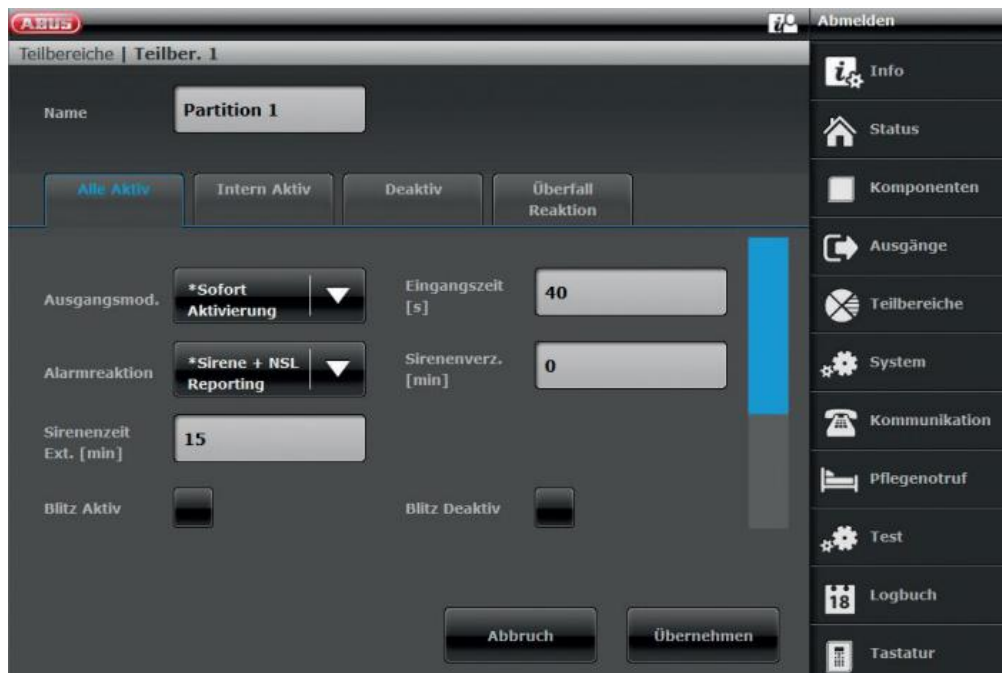 ABUS
Abmelden
Teilbereiche | Teilber. 1
Name
Partition 1
Alle Aktiv
Intern Aktiv
Deaktiv
Überfall
Reaktion
Ausgangsmod.
*Sofort
Aktivierung
Eingangszeit
[s]
40
Alarmreaktion
*Sirene + NSL
Reporting
Sirenenverz.
[min]
0
Sirenenzeit
Ext. [min]
15
Blitz Aktiv
Blitz Deaktiv
Abbruch
Übernehmen
Info
Status
Komponenten
Ausgänge
Teilbereiche
System
Kommunikation
Pflegenotruf
Test
18
Logbuch
Tastatur